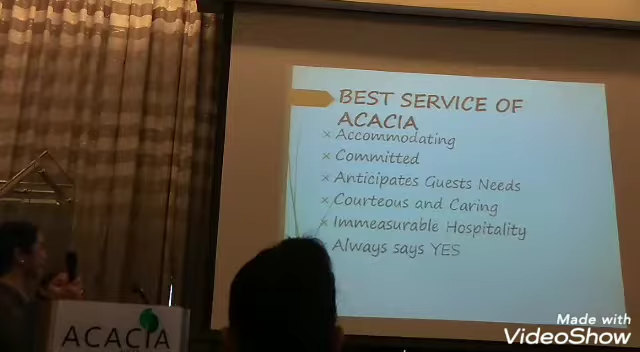 BEST SERVICE OF
ACACIA
× Accommodating
× Committed
× Anticipates Guests Needs
× Courteous and Caring
× Immeasurable Hospitality
Always says YES
ACACIA
Made with
VideoShow